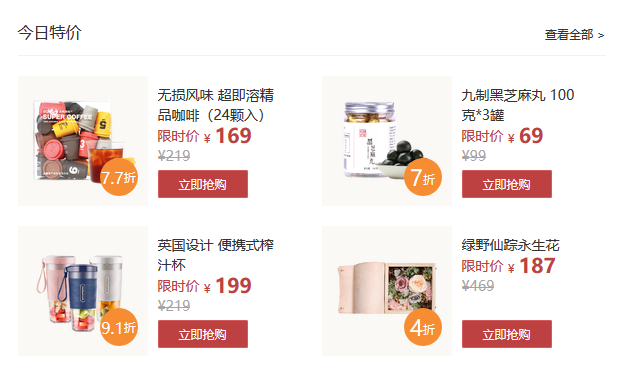 今日特价
查看全部 >
SUPER COFFEE
7.7折
无损风味 超即溶精
品咖啡（24颗入）
限时价 ¥ 169
¥219
立即抢购
芝麻丸
7折
九制黑芝麻丸 100
克*3罐
限时价 ¥ 69
¥99
立即抢购
9.1折
英国设计 便携式榨
汁杯
限时价 ¥ 199
¥219
立即抢购
4折
绿野仙踪永生花
限时价 ¥ 187
¥469
立即抢购